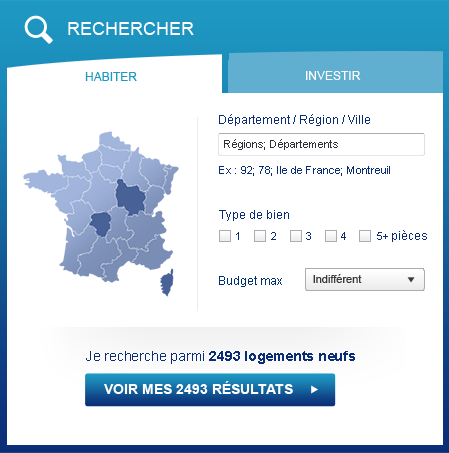 RECHERCHER
HABITER
INVESTIR
Département / Région / Ville
Régions; Départements
Ex : 92; 78; Ile de France; Montreuil
Type de bien
1 2 3 4 5+ pièces
Budget max Indifférent
Je recherche parmi 2493 logements neufs
VOIR MES 2493 RÉSULTATS